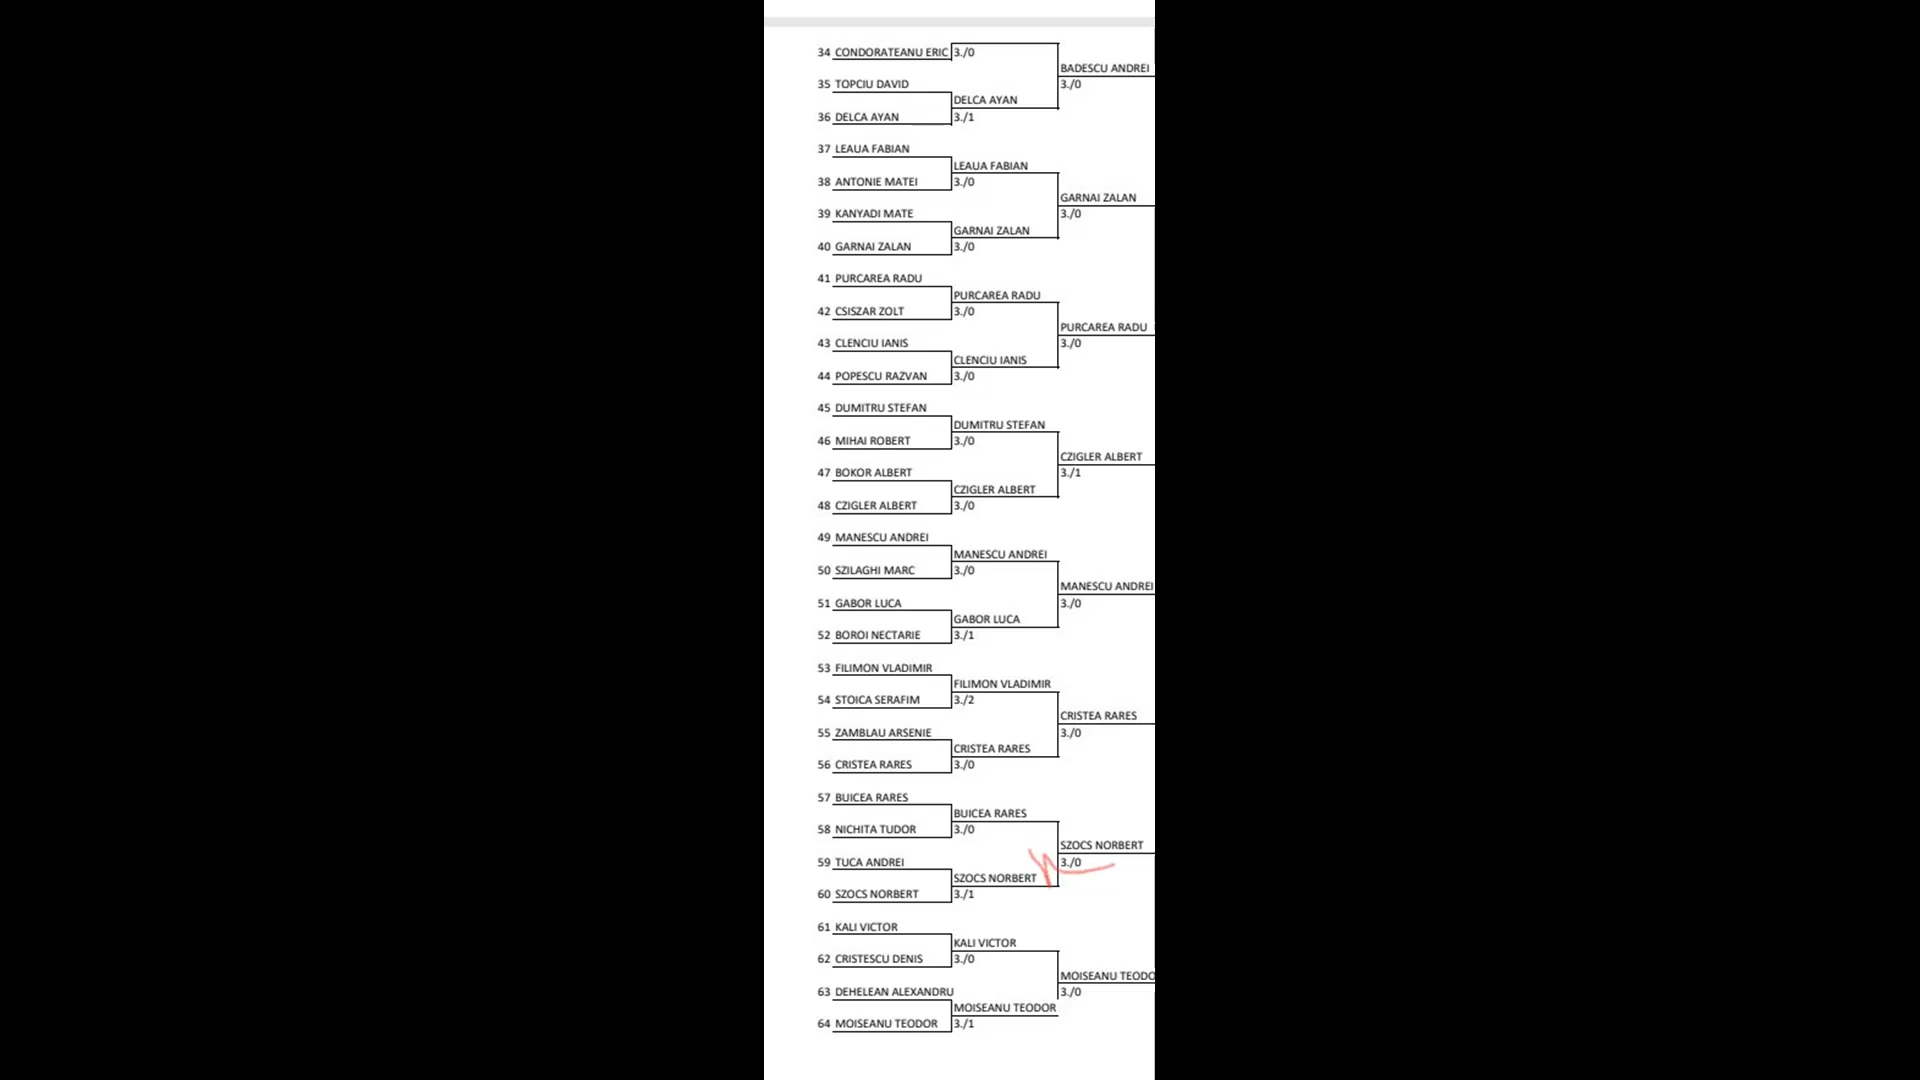 34 CONDORATEANU ERIC 3./0
BADESCU ANDREI
35 TOPCIU DAVID 3./0
DELCA AYAN
36 DELCA AYAN 3./1
37 LEAUA FABIAN
LEAUA FABIAN
38 ANTONIE MATEI 3./0
GARNAI ZALAN
39 KANYADI MATE 3./0
GARNAI ZALAN
40 GARNAI ZALAN 3./0
41 PURCAREA RADU
PURCAREA RADU
42 CSISZAR ZOLT 3./0
PURCAREA RADU
43 CLENCIU IANIS 3./0
CLENCIU IANIS
44 POPESCU RAZVAN 3./0
45 DUMITRU STEFAN
DUMITRU STEFAN
46 MIHAI ROBERT 3./0
CZIGLER ALBERT
47 BOKOR ALBERT 3./1
CZIGLER ALBERT
48 CZIGLER ALBERT 3./0
49 MANESCU ANDREI
MANESCU ANDREI
50 SZILAGHI MARC 3./0
MANESCU ANDREI
51 GABOR LUCA 3./0
GABOR LUCA
52 BOROI NECTARIE 3./1
53 FILIMON VLADIMIR
FILIMON VLADIMIR
54 STOICA SERAFIM 3./2
CRISTEA RARES
55 ZAMBLAU ARSENIE 3./0
CRISTEA RARES
56 CRISTEA RARES 3./0
57 BUICEA RARES
BUICEA RARES
58 NICHITA TUDOR 3./0
SZOCS NORBERT
59 TUCA ANDREI 3./0
SZOCS NORBERT
60 SZOCS NORBERT 3./1
61 KALI VICTOR
KALI VICTOR
62 CRISTESCU DENIS 3./0
MOISEANU TEODO
63 DEHELEAN ALEXANDRU 3./0
MOISEANU TEODOR
64 MOISEANU TEODOR 3./1